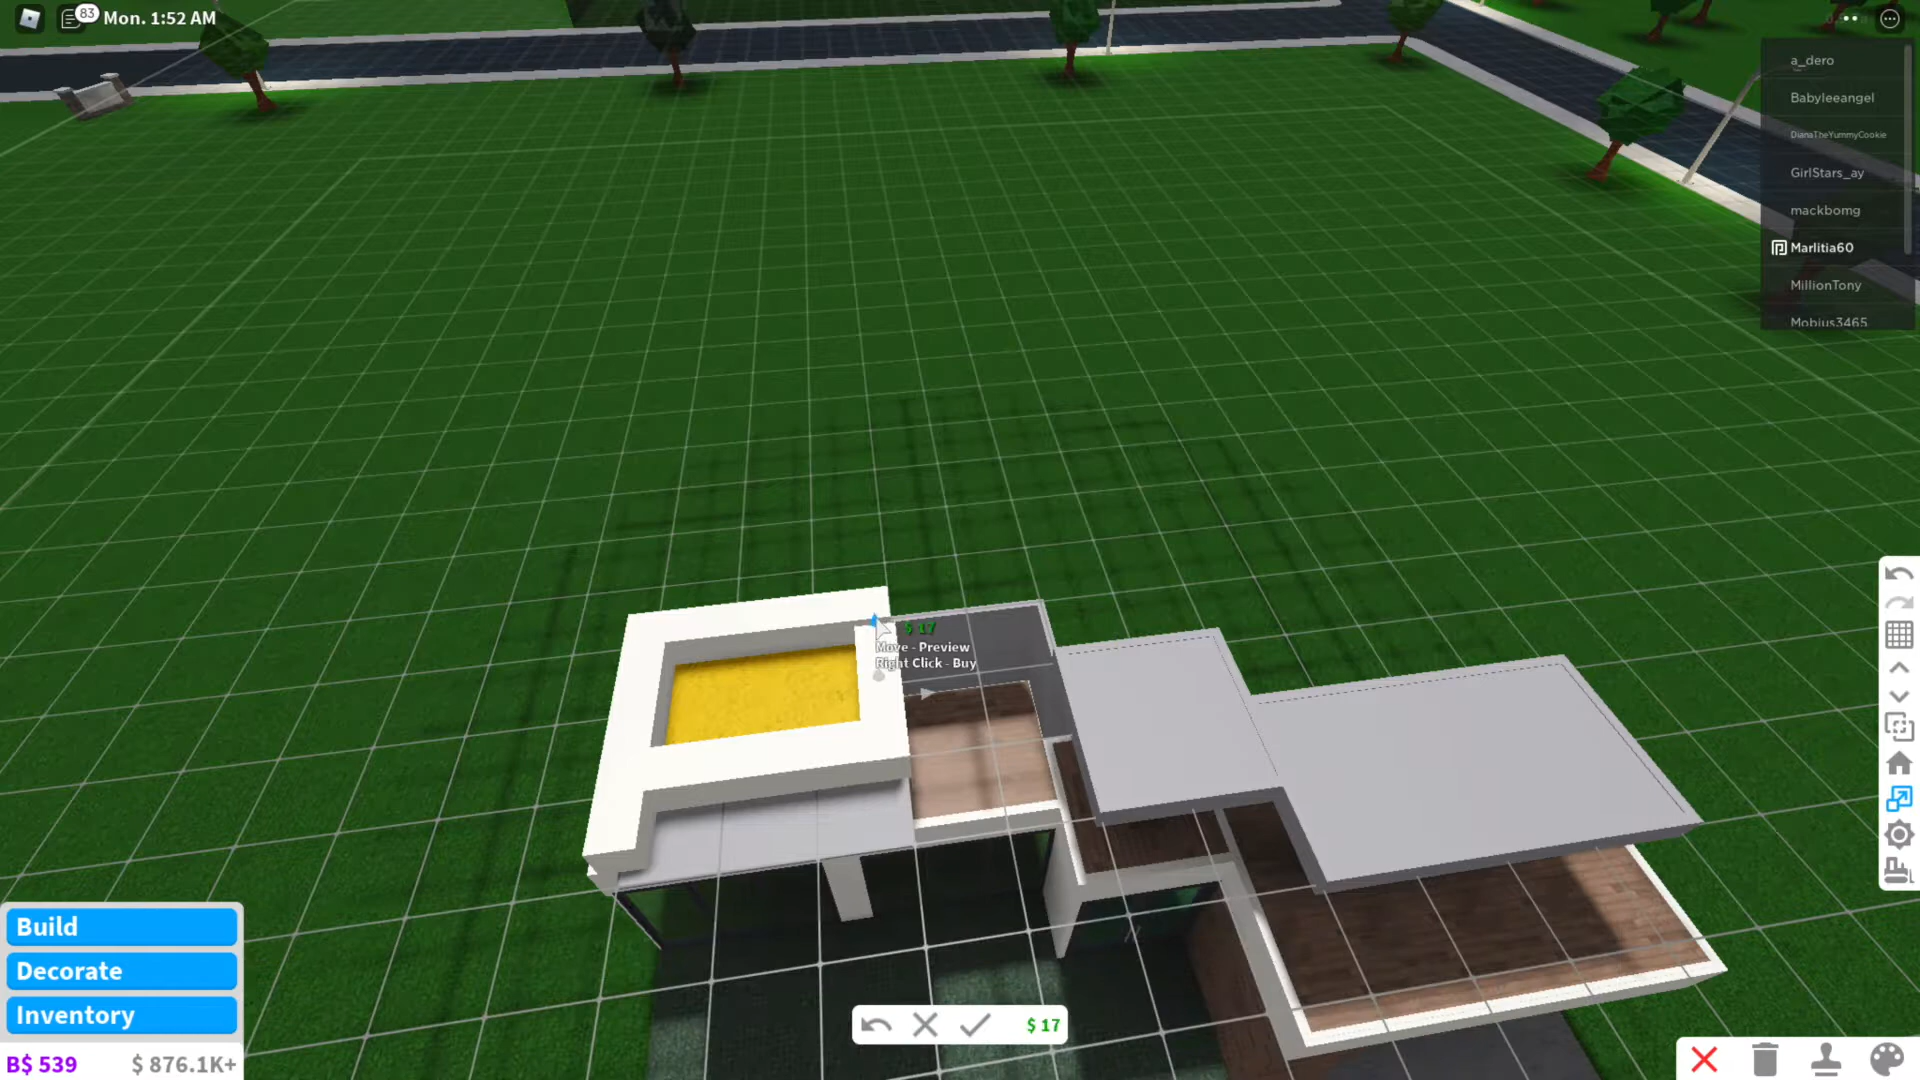 83 Mon. 1:52 AM
a_dero
Babyleeangel
DianaTheYummyCookie
GirlStars_ay
mackbomg
Marlitia60
MillionTony
Mobius3465
$ 17
Move - Preview
Right Click - Buy
Build
Decorate
Inventory
B$ 539 $ 876.1K+
$ 17